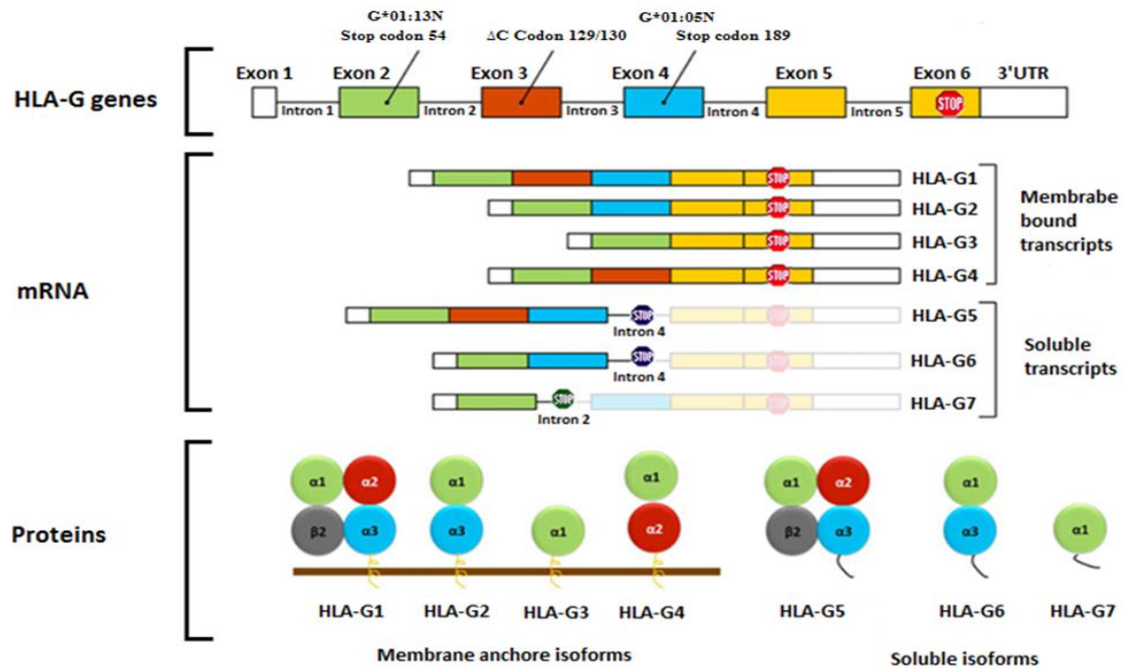 G*01:13N
Stop codon 54
ΔC Codon 129/130
G*01:05N
Stop codon 189
HLA-G genes
Exon 1
Exon 2
Exon 3
Exon 4
Exon 5
Exon 6
3'UTR
Intron 1
Intron 2
Intron 3
Intron 4
Intron 5
STOP
mRNA
STOP
HLA-G1
STOP
HLA-G2
STOP
HLA-G3
STOP
HLA-G4
Membrabe
bound
transcripts
STOP
Intron 4
STOP
HLA-G5
STOP
Intron 4
STOP
HLA-G6
STOP
Intron 2
STOP
HLA-G7
Soluble
transcripts
Proteins
α1
α2
β2
α3
HLA-G1
α1
α3
HLA-G2
α1
HLA-G3
α1
α2
HLA-G4
α1
α2
β2
α3
HLA-G5
α1
α3
HLA-G6
α1
HLA-G7
Membrane anchore isoforms
Soluble isoforms